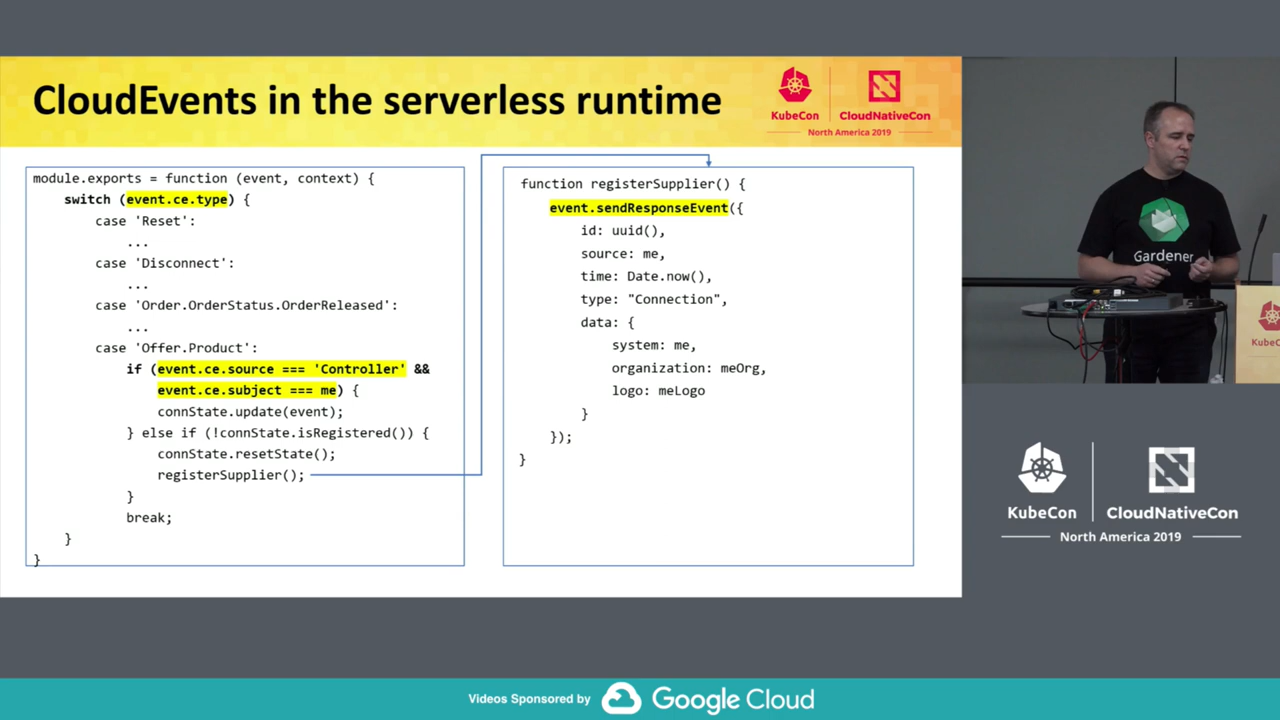 CloudEvents in the serverless runtime
KubeCon
CloudNativeCon
North America 2019
module.exports = function (event, context) {
switch (event.ce.type) {
case 'Reset':
...
case 'Disconnect':
...
case 'Order.OrderStatus.OrderReleased':
...
case 'Offer.Product':
if (event.ce.source === 'Controller' &&
event.ce.subject === me) {
connState.update(event);
} else if (!connState.isRegistered()) {
connState.resetState();
registerSupplier();
}
break;
}
}
function registerSupplier() {
event.sendResponseEvent({
id: uuid(),
source: me,
time: Date.now(),
type: "Connection",
data: {
system: me,
organization: meOrg,
logo: meLogo
}
});
}
Gardener
KubeCon
CloudNativeCon
North America 2019
Videos Sponsored by
Google Cloud